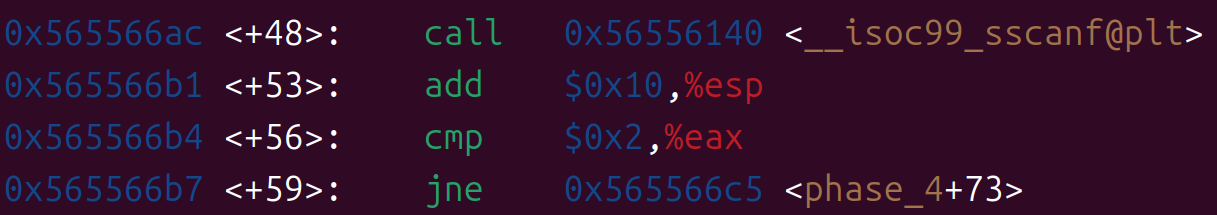 0x565566ac <+48>: call 0x56556140 <__isoc99_sscanf@plt>
0x565566b1 <+53>: add $0x10,%esp
0x565566b4 <+56>: cmp $0x2,%eax
0x565566b7 <+59>: jne 0x565566c5 <phase_4+73>